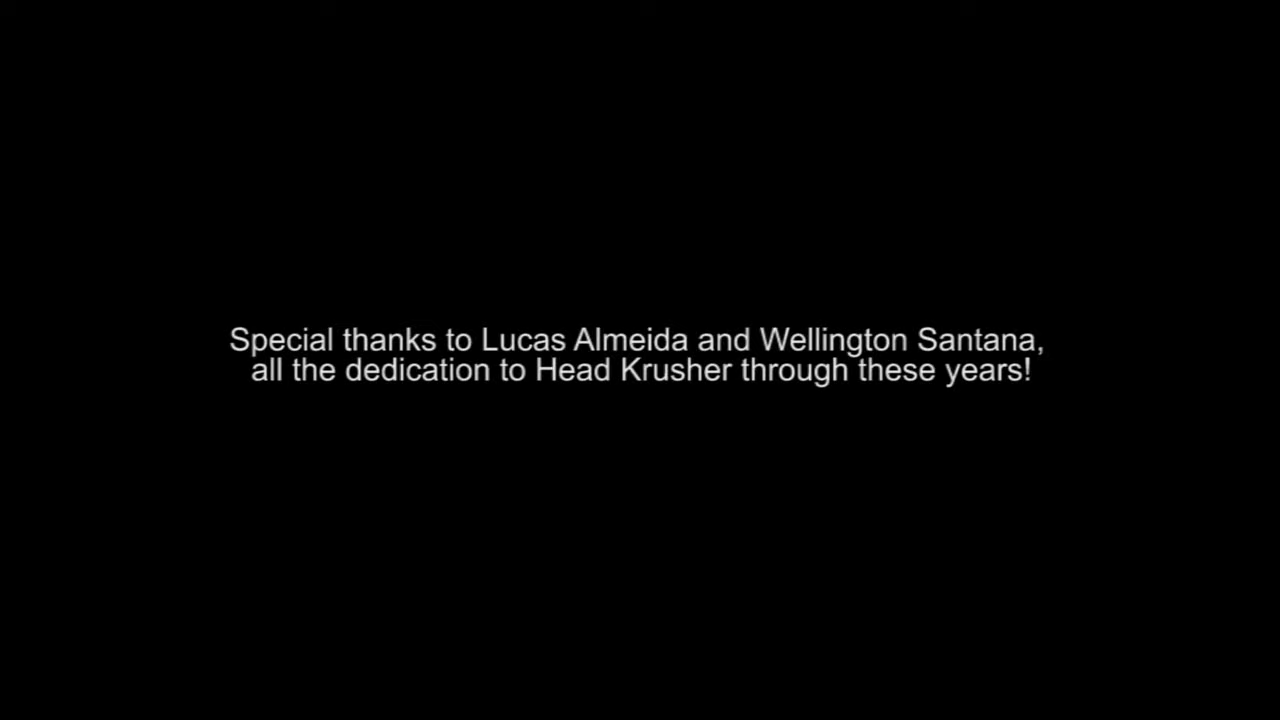 Special thanks to Lucas Almeida and Wellington Santana,
all the dedication to Head Krusher through these years!